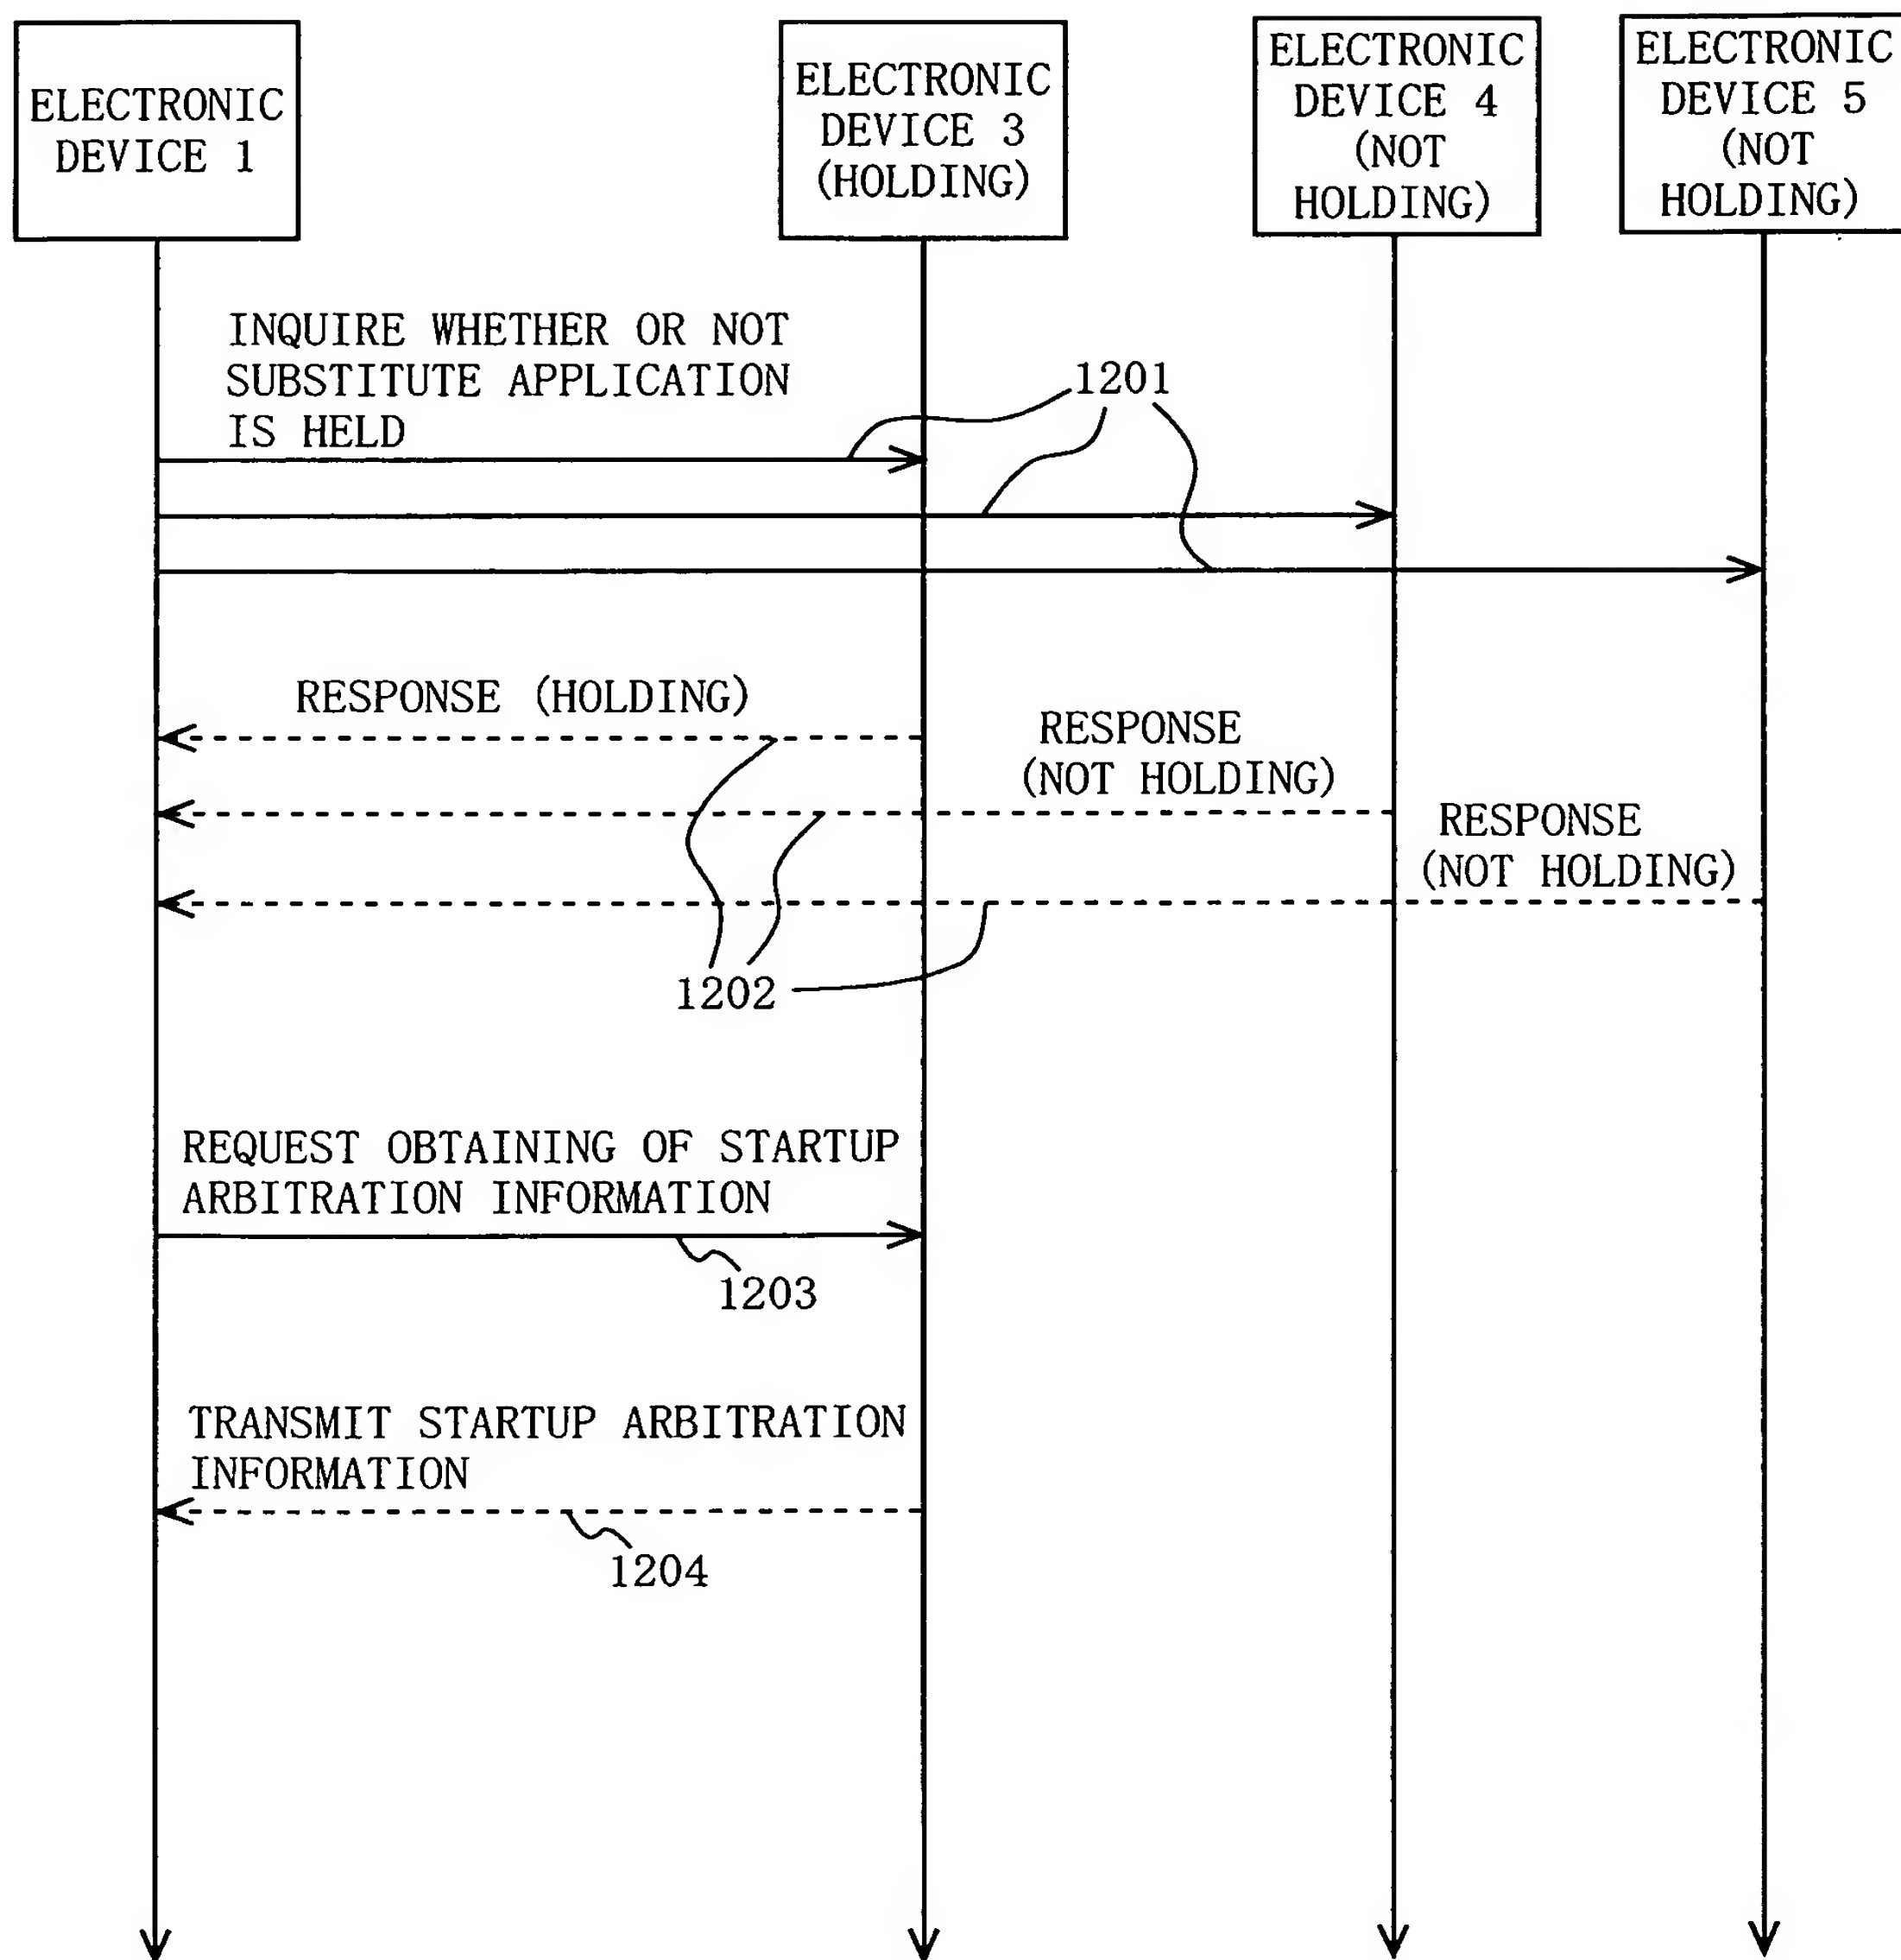 ELECTRONIC
DEVICE 1
ELECTRONIC
DEVICE 3
(HOLDING)
ELECTRONIC
DEVICE 4
(NOT
HOLDING)
ELECTRONIC
DEVICE 5
(NOT
HOLDING)
INQUIRE WHETHER OR NOT
SUBSTITUTE APPLICATION
IS HELD
1201
RESPONSE (HOLDING)
RESPONSE
(NOT HOLDING)
RESPONSE
(NOT HOLDING)
1202
REQUEST OBTAINING OF STARTUP
ARBITRATION INFORMATION
1203
TRANSMIT STARTUP ARBITRATION
INFORMATION
1204